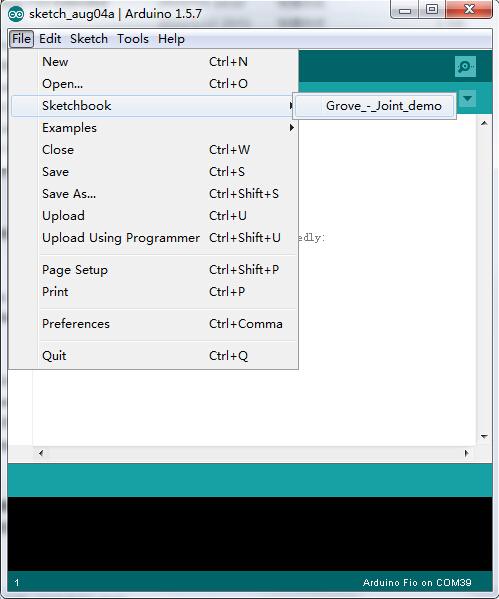 sketch_aug04a | Arduino 1.5.7
File Edit Sketch Tools Help
New Ctrl+N
Open... Ctrl+O
Sketchbook
Grove_-_Joint_demo
Examples
Close Ctrl+W
Save Ctrl+S
Save As... Ctrl+Shift+S
Upload Ctrl+U
Upload Using Programmer Ctrl+Shift+U
edly:
Page Setup Ctrl+Shift+P
Print Ctrl+P
Preferences Ctrl+Comma
Quit Ctrl+Q
1 Arduino Fio on COM39